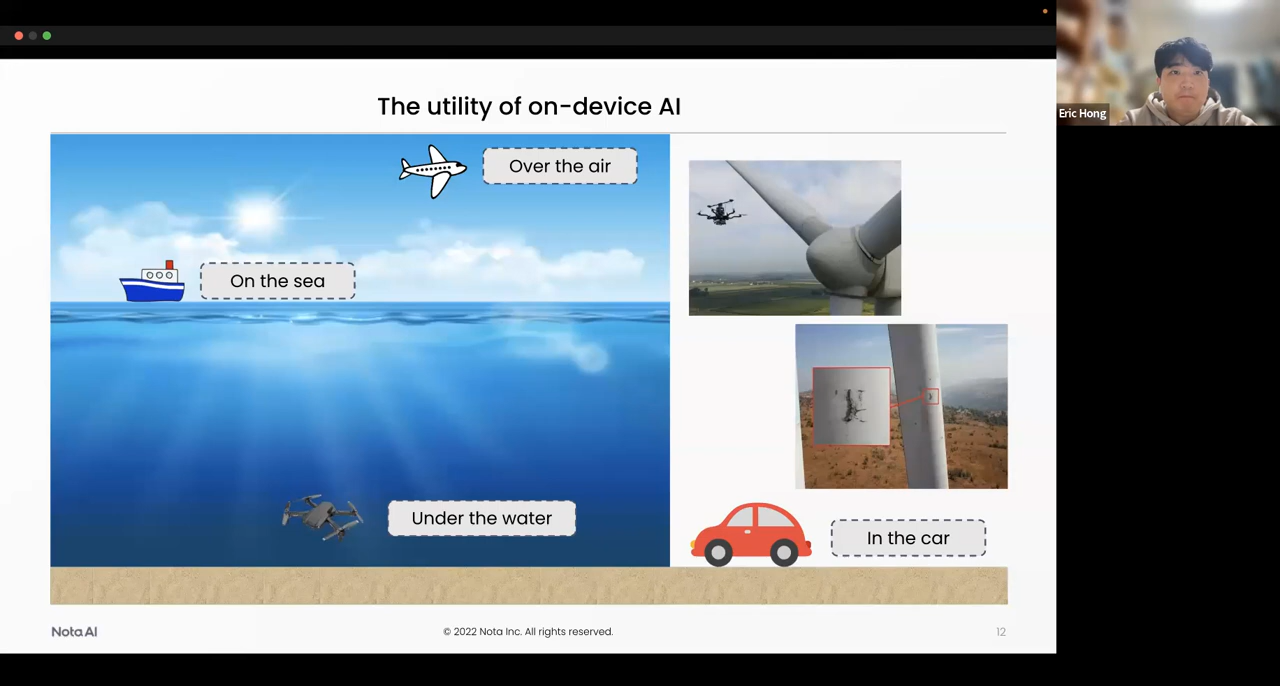 The utility of on-device AI
Over the air
On the sea
Under the water
In the car
Nota AI
© 2022 Nota Inc. All rights reserved.
12
Eric Hong